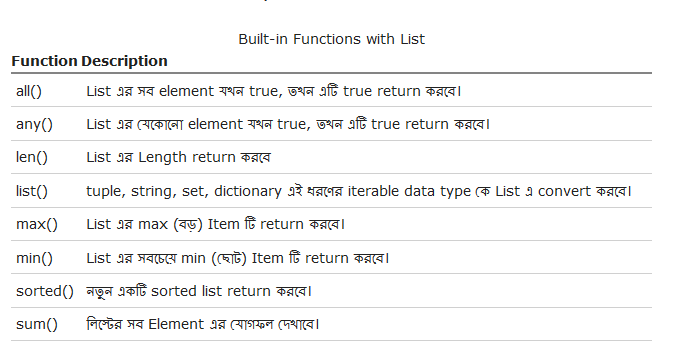 Built-in Functions with List
Function Description
all() List এর সব element যখন true, তখন এটি true return করবে।
any() List এর যেকোনো element যখন true, তখন এটি true return করবে।
len() List এর Length return করবে
list() tuple, string, set, dictionary এই ধরণের iterable data type কে List এ convert করবে।
max() List এর max (বড়) Item টি return করবে।
min() List এর সবচেয়ে min (ছোট) Item টি return করবে।
sorted() নতুন একটি sorted list return করবে।
sum() লিস্টের সব Element এর যোগফল দেখাবে।